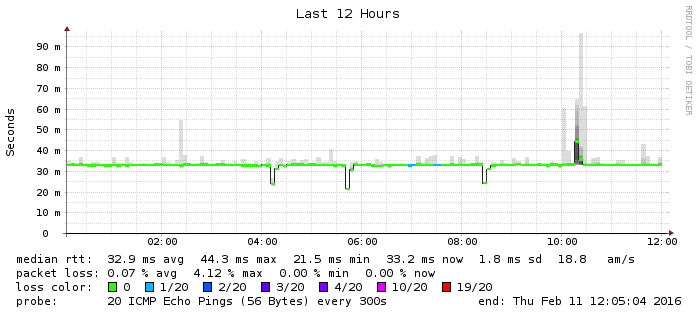 Last 12 Hours
RRDTOOL / TOBI OETIKER
Seconds
90 m
80 m
70 m
60 m
50 m
40 m
30 m
20 m
10 m
0
02:00 04:00 06:00 08:00 10:00 12:00
median rtt: 32.9 ms avg 44.3 ms max 21.5 ms min 33.2 ms now 1.8 ms sd 18.8 am/s
packet loss: 0.07 % avg 4.12 % max 0.00 % min 0.00 % now
loss color: 0 1/20 2/20 3/20 4/20 10/20 19/20
probe: 20 ICMP Echo Pings (56 Bytes) every 300s end: Thu Feb 11 12:05:04 2016